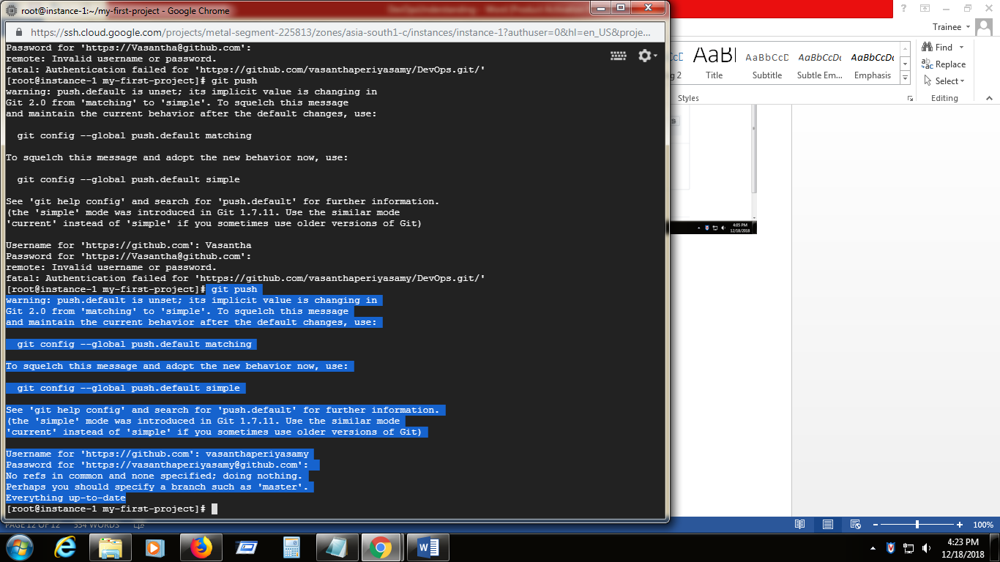 root@instance-1:~/my-first-project - Google Chrome
https://ssh.cloud.google.com/projects/metal-segment-225813/zones/asia-south1-c/instances/instance-1?authuser=0&hl=en_US&proje...
Password for 'https://Vasantha@github.com':
remote: Invalid username or password.
fatal: Authentication failed for 'https://github.com/vasanthaperiyasamy/DevOps.git/'
[root@instance-1 my-first-project]# git push
warning: push.default is unset; its implicit value is changing in
Git 2.0 from 'matching' to 'simple'. To squelch this message
and maintain the current behavior after the default changes, use:
git config --global push.default matching
To squelch this message and adopt the new behavior now, use:
git config --global push.default simple
See 'git help config' and search for 'push.default' for further information.
(the 'simple' mode was introduced in Git 1.7.11. Use the similar mode
'current' instead of 'simple' if you sometimes use older versions of Git)
Username for 'https://github.com': Vasantha
Password for 'https://Vasantha@github.com':
remote: Invalid username or password.
fatal: Authentication failed for 'https://github.com/vasanthaperiyasamy/DevOps.git/'
[root@instance-1 my-first-project]# git push
warning: push.default is unset; its implicit value is changing in
Git 2.0 from 'matching' to 'simple'. To squelch this message
and maintain the current behavior after the default changes, use:
git config --global push.default matching
To squelch this message and adopt the new behavior now, use:
git config --global push.default simple
See 'git help config' and search for 'push.default' for further information.
(the 'simple' mode was introduced in Git 1.7.11. Use the similar mode
'current' instead of 'simple' if you sometimes use older versions of Git)
Username for 'https://github.com': vasanthaperiyasamy
Password for 'https://vasanthaperiyasamy@github.com':
No refs in common and none specified; doing nothing.
Perhaps you should specify a branch such as 'master'.
Everything up-to-date
[root@instance-1 my-first-project]#
Trainee
CcDc AaBl AaBbCcD AaBbCcDc AaBbCcDc
g 2 Title Subtitle Subtle Em... Emphasis
Styles
Find
Replace
Select
Editing
4:05 PM
12/18/2018
PAGE 12 OF 12 334 WORDS
100%
4:23 PM
12/18/2018